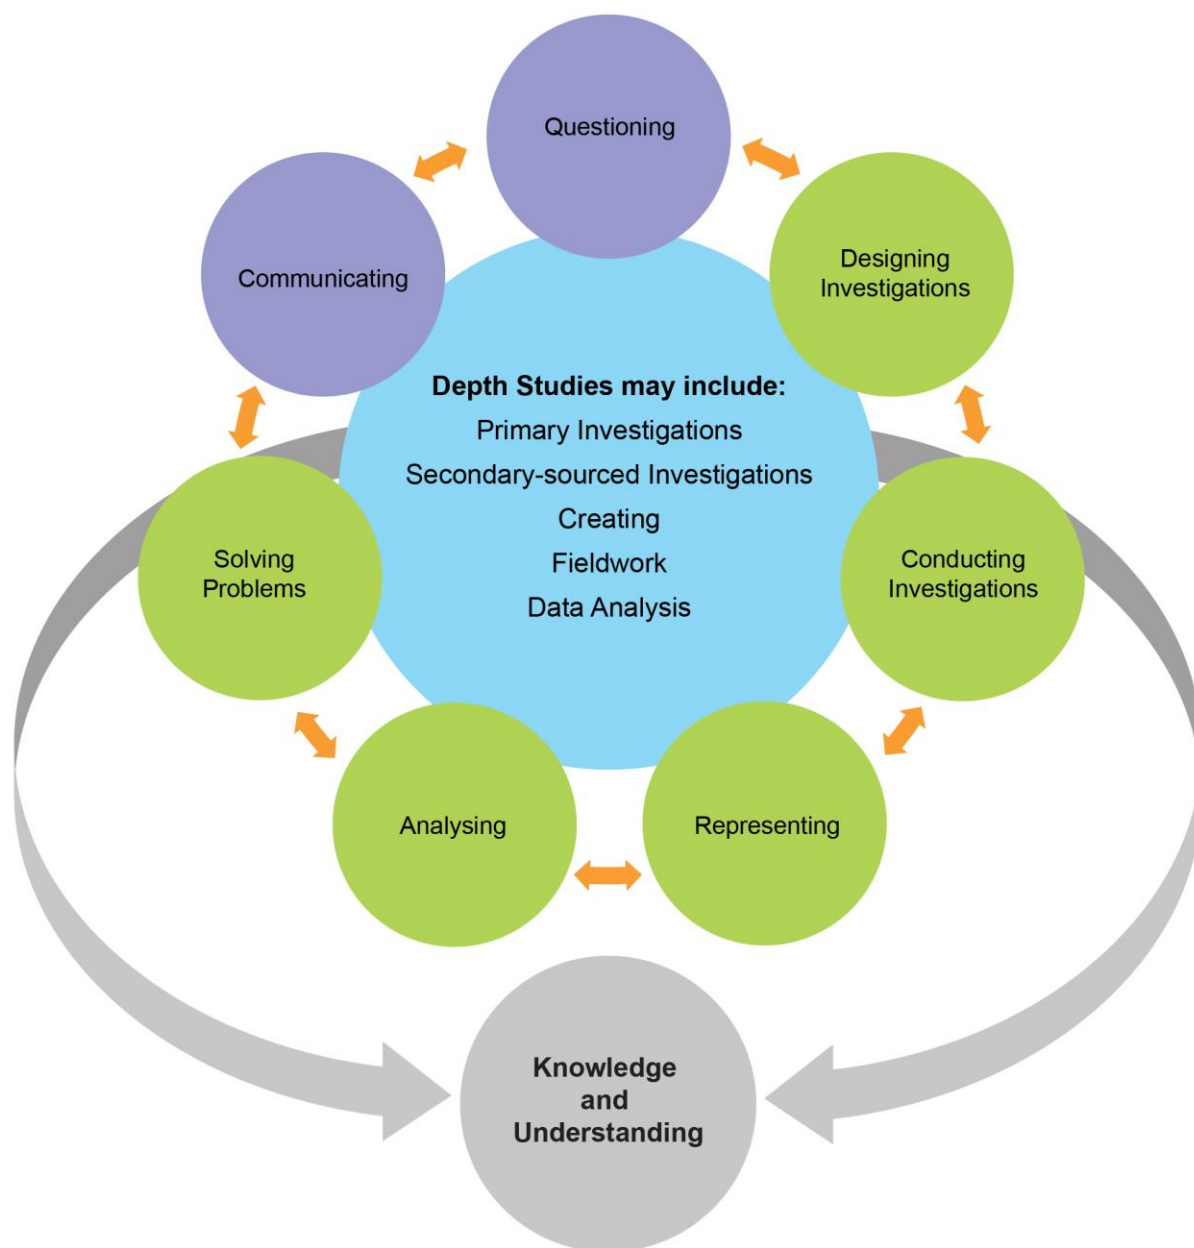 Questioning
Communicating
Designing
Investigations
Depth Studies may include:
Primary Investigations
Secondary-sourced Investigations
Creating
Fieldwork
Data Analysis
Solving
Problems
Conducting
Investigations
Analysing
Representing
Knowledge
and
Understanding